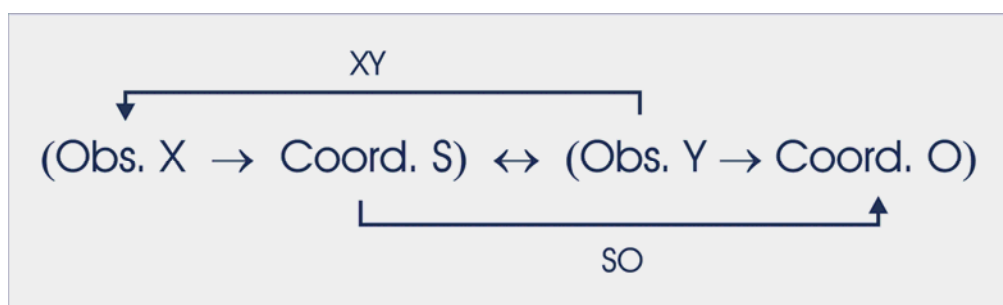 XY
(Obs. X → Coord. S) ↔ (Obs. Y → Coord. O)
SO